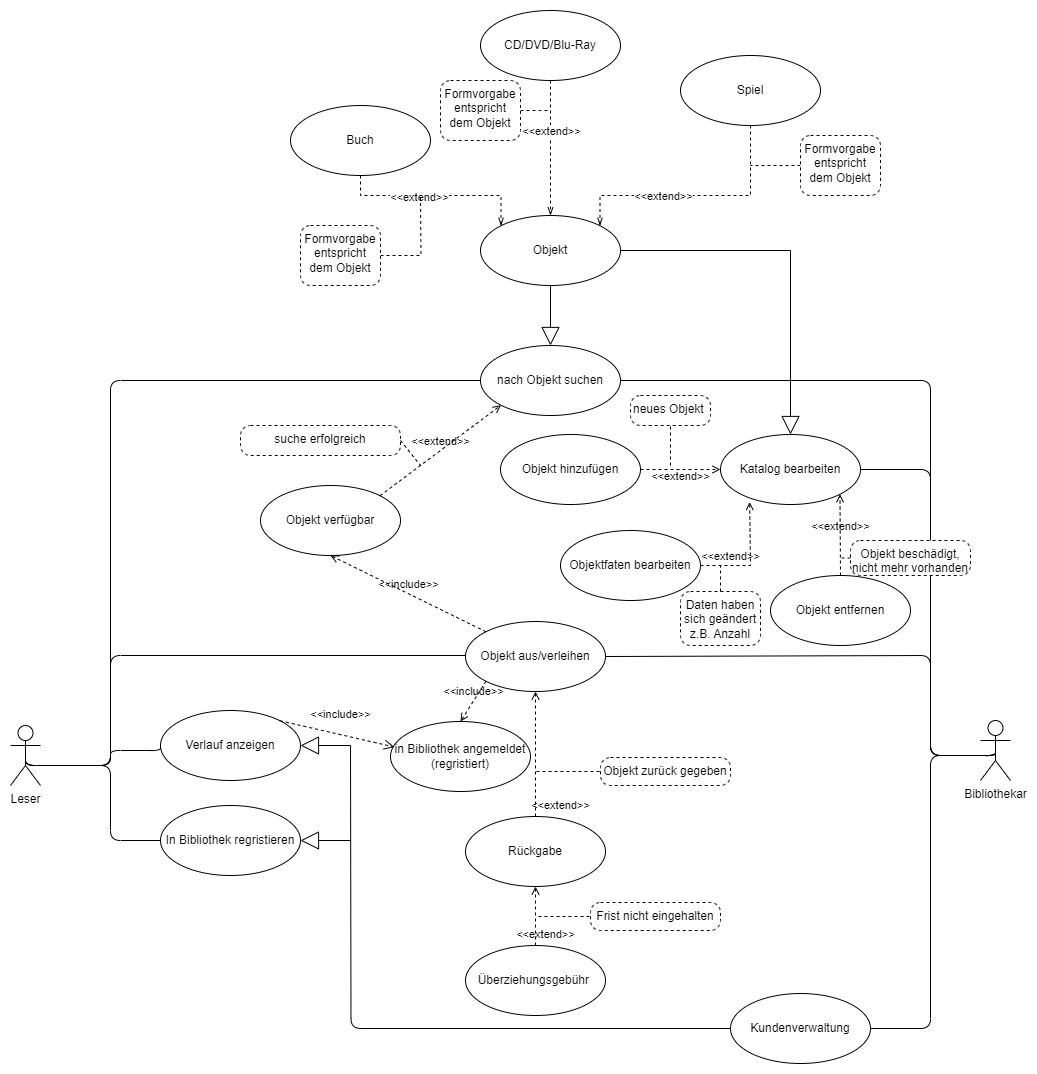 CD/DVD/Blu-Ray
Spiel
Formvorgabe
entspricht
dem Objekt
<<extend>>
Buch
Formvorgabe
entspricht
dem Objekt
<<extend>>
<<extend>>
Formvorgabe
entspricht
dem Objekt
Objekt
nach Objekt suchen
neues Objekt
suche erfolgreich
<<extend>>
Objekt hinzufügen
<<extend>>
Katalog bearbeiten
Objekt verfügbar
<<extend>>
<<extend>>
Objekt beschädigt,
nicht mehr vorhanden
Objektfaten bearbeiten
<<include>>
Daten haben
sich geändert
z.B. Anzahl
Objekt entfernen
Objekt aus/verleihen
<<include>>
<<include>>
Verlauf anzeigen
in Bibliothek angemeldet
(regristiert)
Objekt zurück gegeben
Leser
Bibliothekar
<<extend>>
In Bibliothek regristieren
Rückgabe
Frist nicht eingehalten
<<extend>>
Überziehungsgebühr
Kundenverwaltung